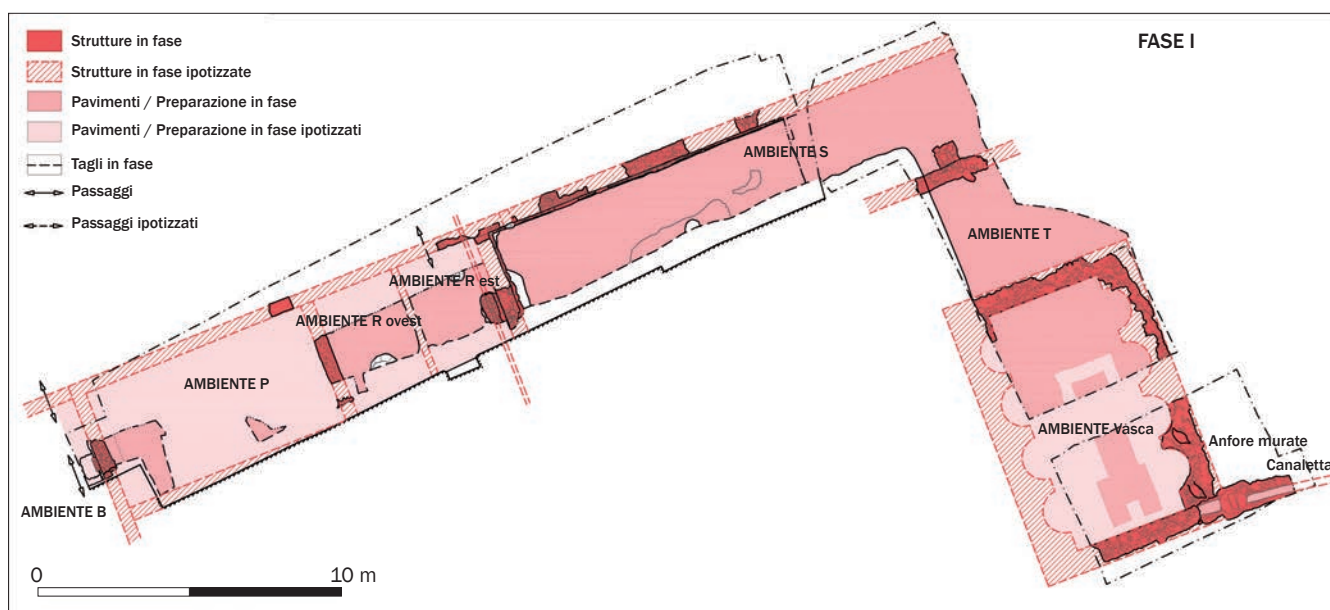 FASE I
Strutture in fase
Strutture in fase ipotizzate
Pavimenti / Preparazione in fase
Pavimenti / Preparazione in fase ipotizzati
Tagli in fase
Passaggi
Passaggi ipotizzati
AMBIENTE S
AMBIENTE T
AMBIENTE R est
AMBIENTE R ovest
AMBIENTE P
AMBIENTE Vasca
Anfore murate
Canaletta
AMBIENTE B
0 10 m